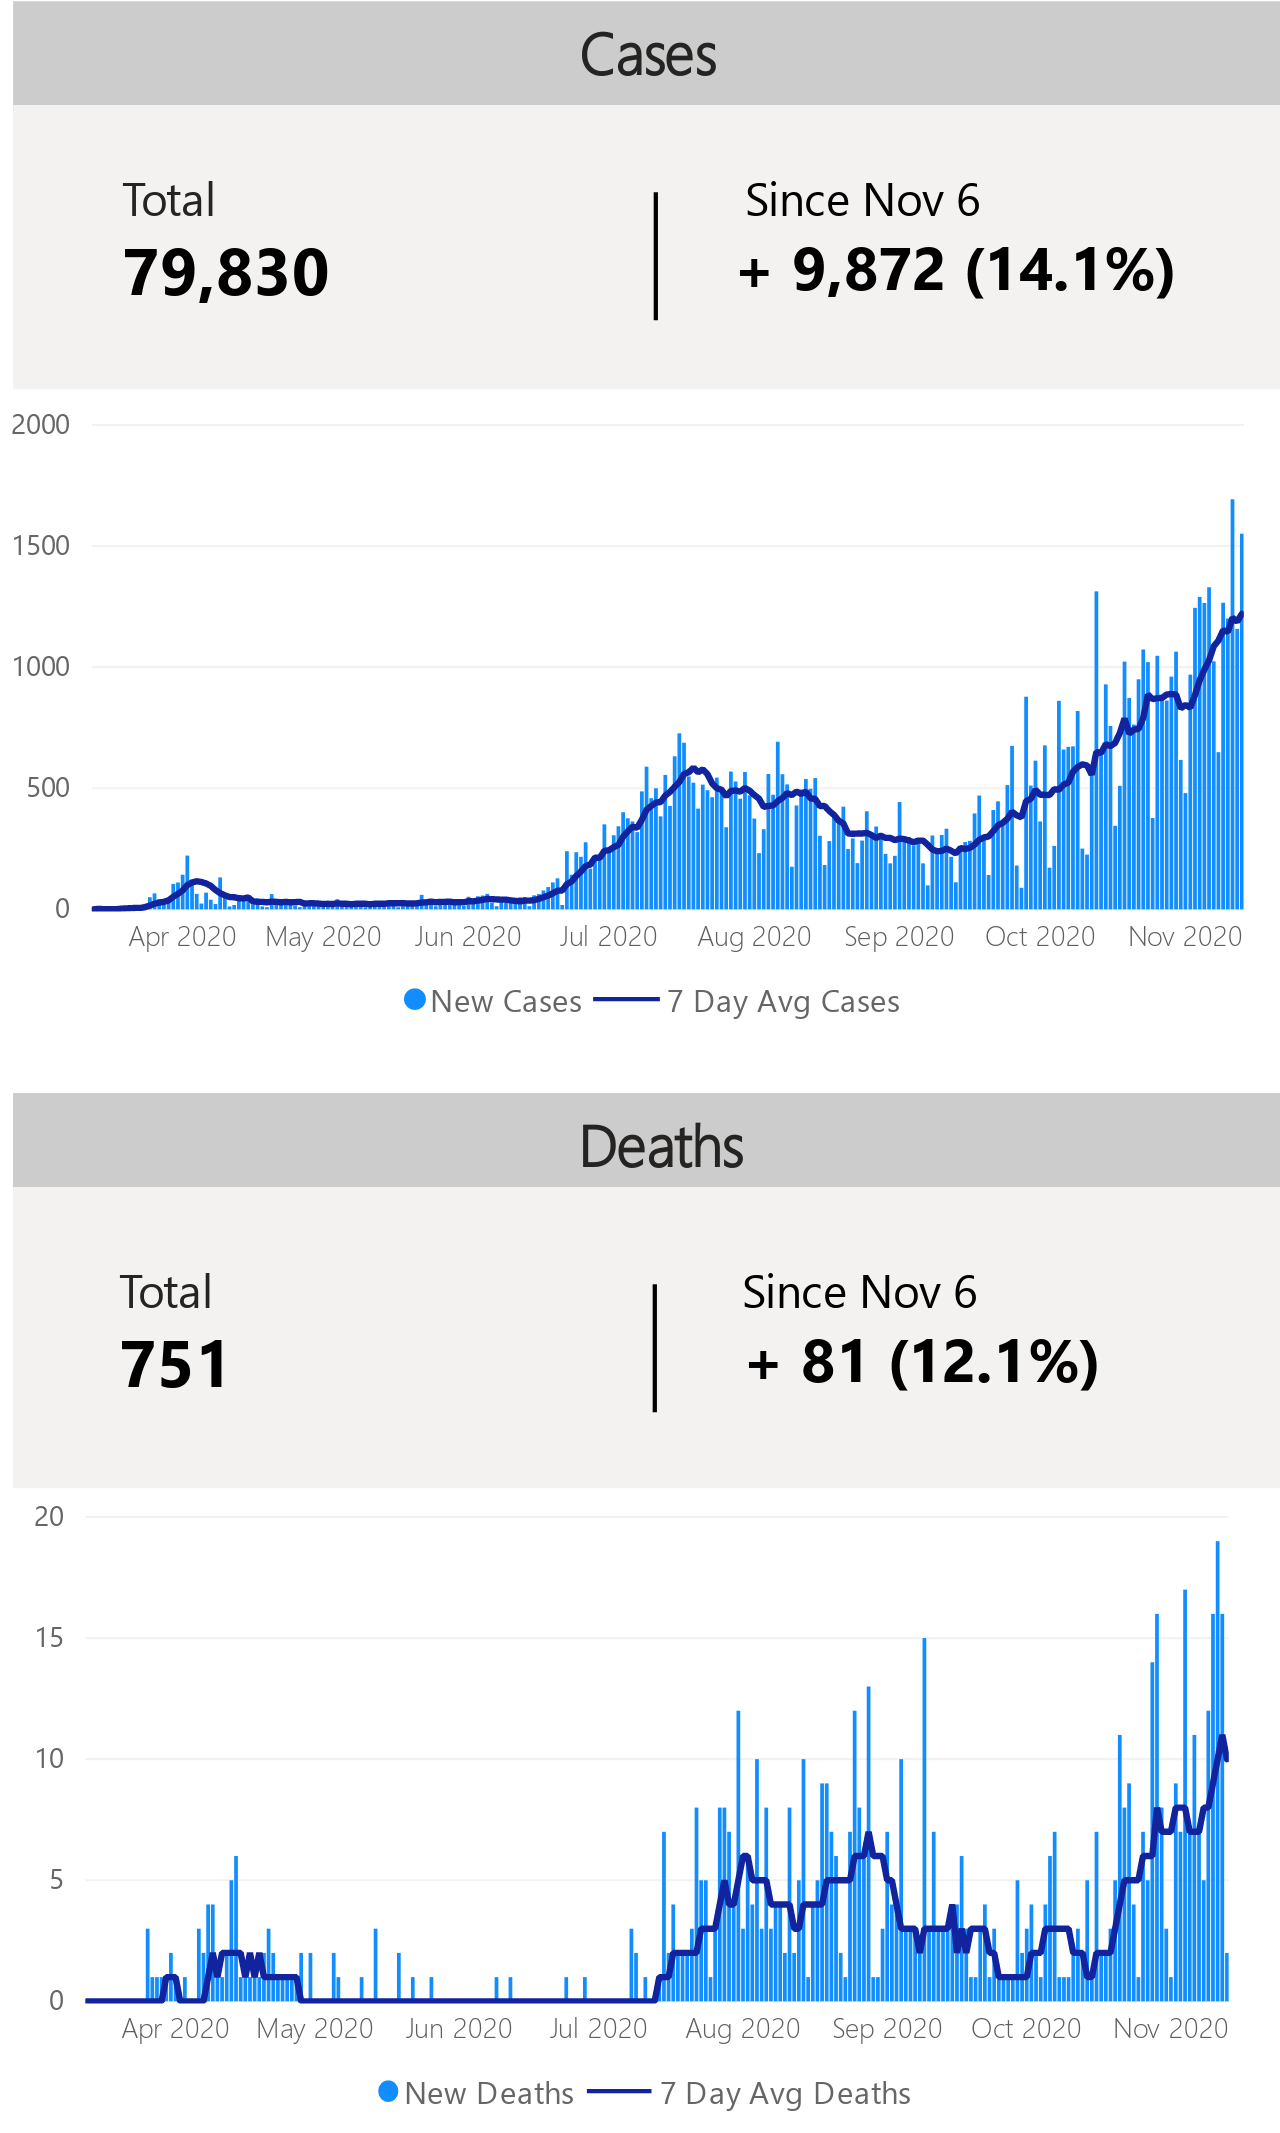 Cases
Total
79,830
Since Nov 6
+ 9,872 (14.1%)
2000
1500
1000
500
0
Apr 2020 May 2020 Jun 2020 Jul 2020 Aug 2020 Sep 2020 Oct 2020 Nov 2020
New Cases 7 Day Avg Cases
Deaths
Total
751
Since Nov 6
+ 81 (12.1%)
20
15
10
5
0
Apr 2020 May 2020 Jun 2020 Jul 2020 Aug 2020 Sep 2020 Oct 2020 Nov 2020
New Deaths 7 Day Avg Deaths